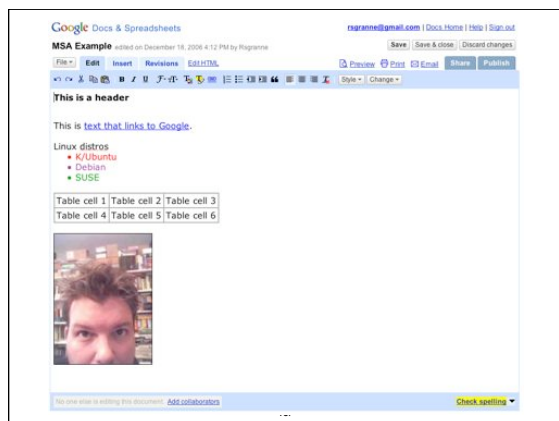 Google Docs & Spreadsheets
rsgranne@gmail.com | Docs Home | Help | Sign out
MSA Example edited on December 18, 2006 4:12 PM by Rsgranne
Save Save & close Discard changes
File Edit Insert Revisions Edit HTML Preview Print Email Share Publish
Style Change
This is a header
This is text that links to Google.
Linux distros
K/Ubuntu
Debian
SUSE
Table cell 1 Table cell 2 Table cell 3
Table cell 4 Table cell 5 Table cell 6
No one else is editing this document. Add collaborators
Check spelling